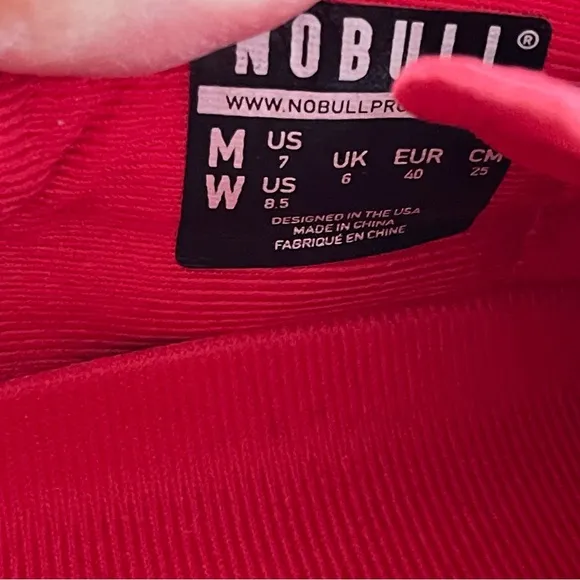 NOBULL®
WWW.NOBULLPR
M US 7 UK 6 EUR 40 CM 25
W US 8.5
DESIGNED IN THE USA
MADE IN CHINA
FABRIQUÉ EN CHINE